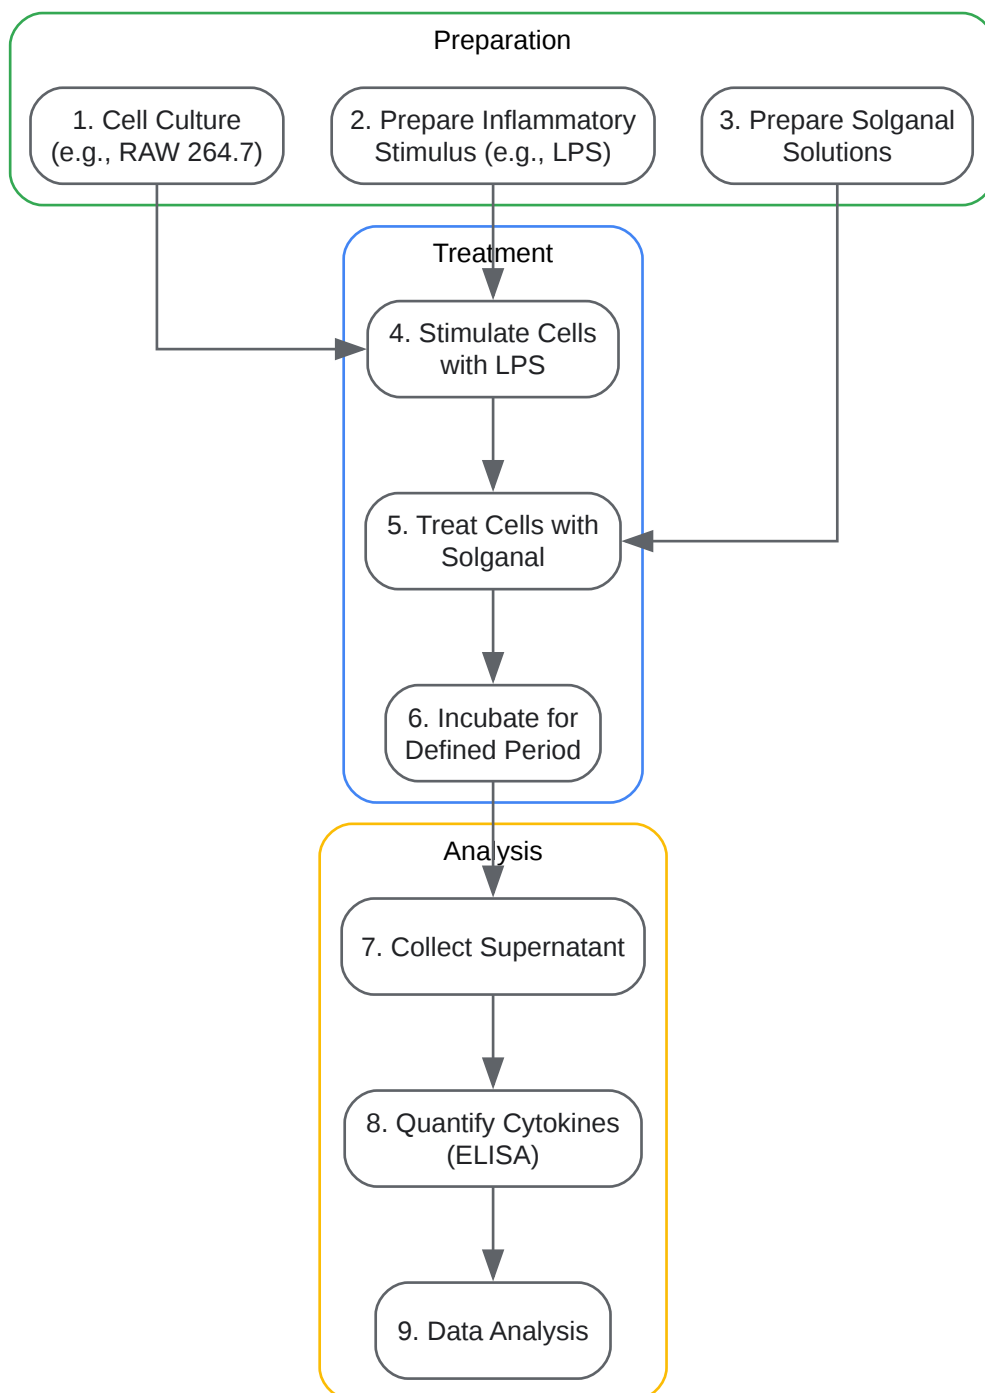 Preparation
1. Cell Culture
(e.g., RAW 264.7)
2. Prepare Inflammatory
Stimulus (e.g., LPS)
3. Prepare Solganal
Solutions
Treatment
4. Stimulate Cells
with LPS
5. Treat Cells with
Solganal
6. Incubate for
Defined Period
Analysis
7. Collect Supernatant
8. Quantify Cytokines
(ELISA)
9. Data Analysis